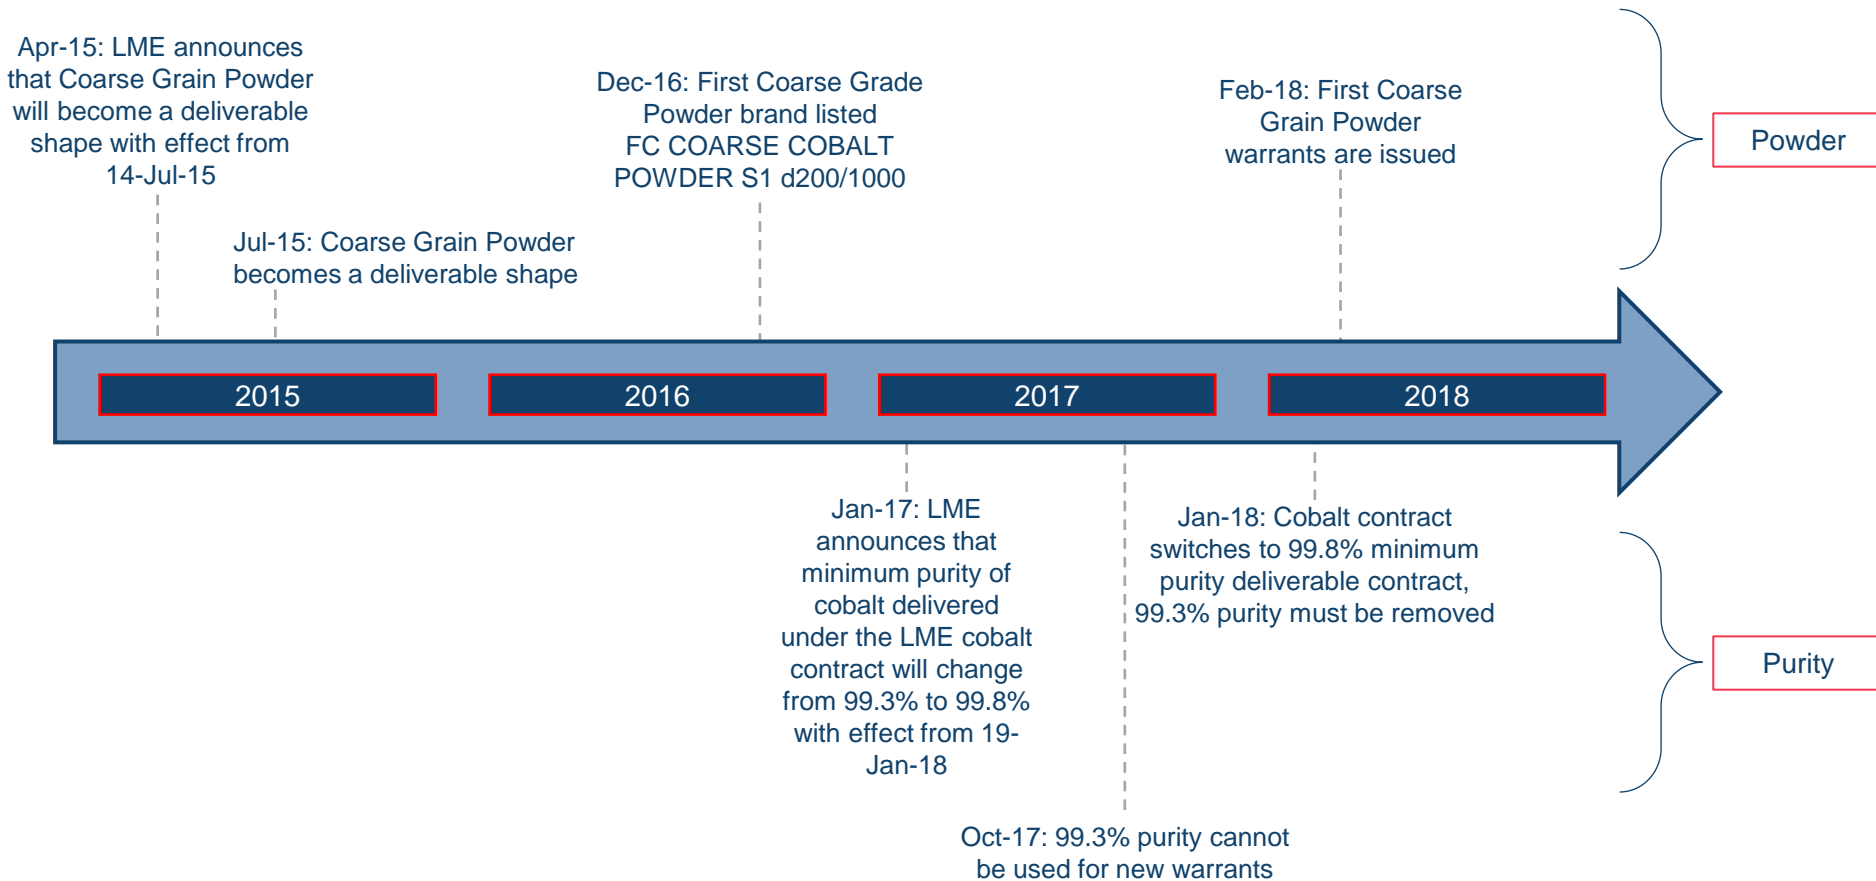 Apr-15: LME announces
that Coarse Grain Powder
will become a deliverable
shape with effect from
14-Jul-15
Jul-15: Coarse Grain Powder
becomes a deliverable shape
Dec-16: First Coarse Grade
Powder brand listed
FC COARSE COBALT
POWDER S1 d200/1000
Feb-18: First Coarse
Grain Powder
warrants are issued
Powder
2015
2016
2017
2018
Jan-17: LME
announces that
minimum purity of
cobalt delivered
under the LME cobalt
contract will change
from 99.3% to 99.8%
with effect from 19-
Jan-18
Oct-17: 99.3% purity cannot
be used for new warrants
Jan-18: Cobalt contract
switches to 99.8% minimum
purity deliverable contract,
99.3% purity must be removed
Purity